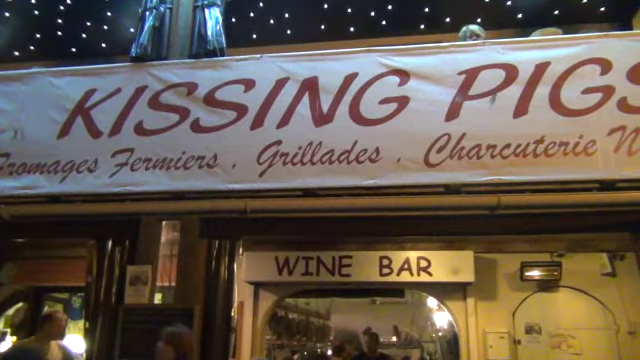 KISSING PIGS
Fromages Fermiers . Grillades . Charcuterie N
WINE BAR